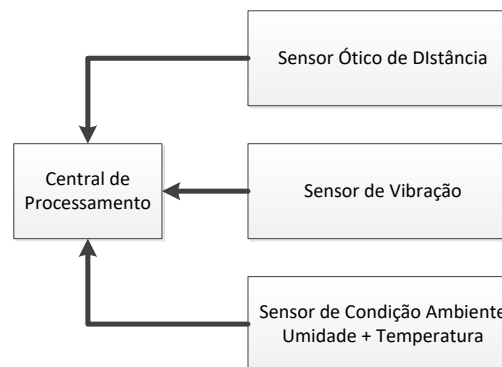 Sensor Ótico de DIstância
Central de
Processamento
Sensor de Vibração
Sensor de Condição Ambiente
Umidade + Temperatura